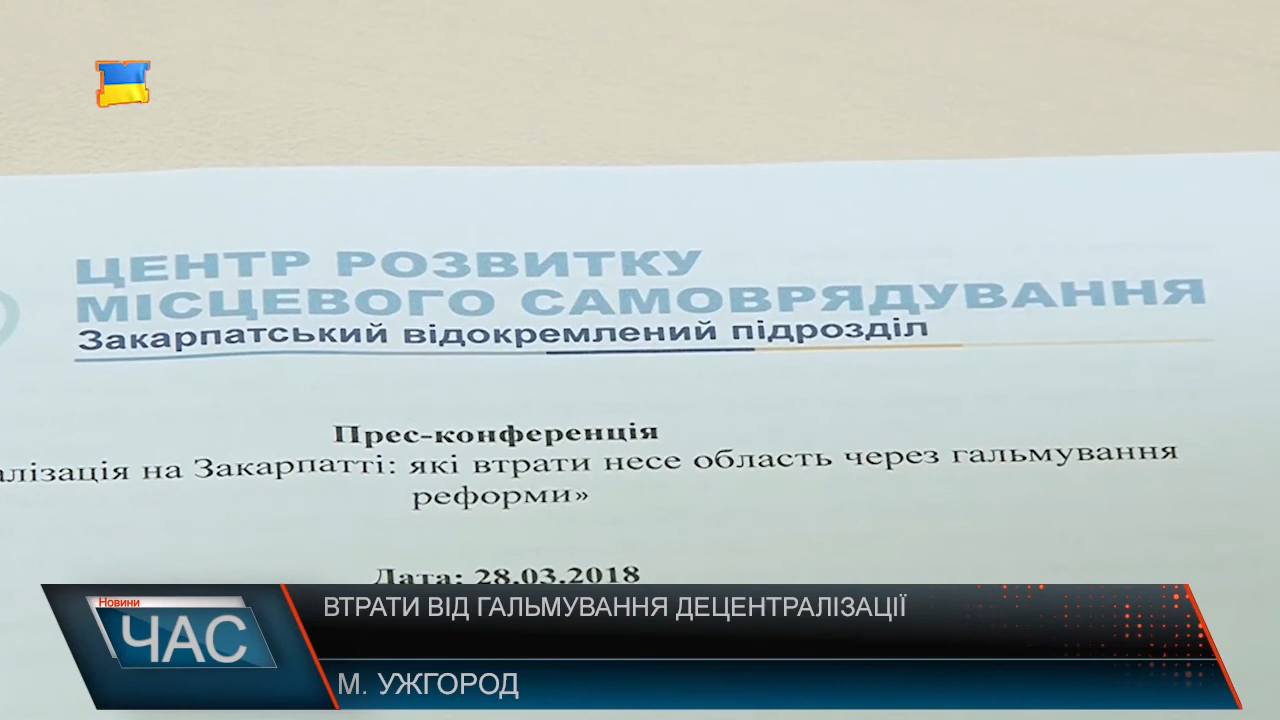 ЦЕНТР РОЗВИТКУ
МІСЦЕВОГО САМОВРЯДУВАННЯ
Закарпатський відокремлений підрозділ
Прес-конференція
на Закарпатті: які втрати несе область через гальмування
реформи»
Дата: 28.03.2018
Новини
ЧАС
ВТРАТИ ВІД ГАЛЬМУВАННЯ ДЕЦЕНТРАЛІЗАЦІЇ
М. УЖГОРОД